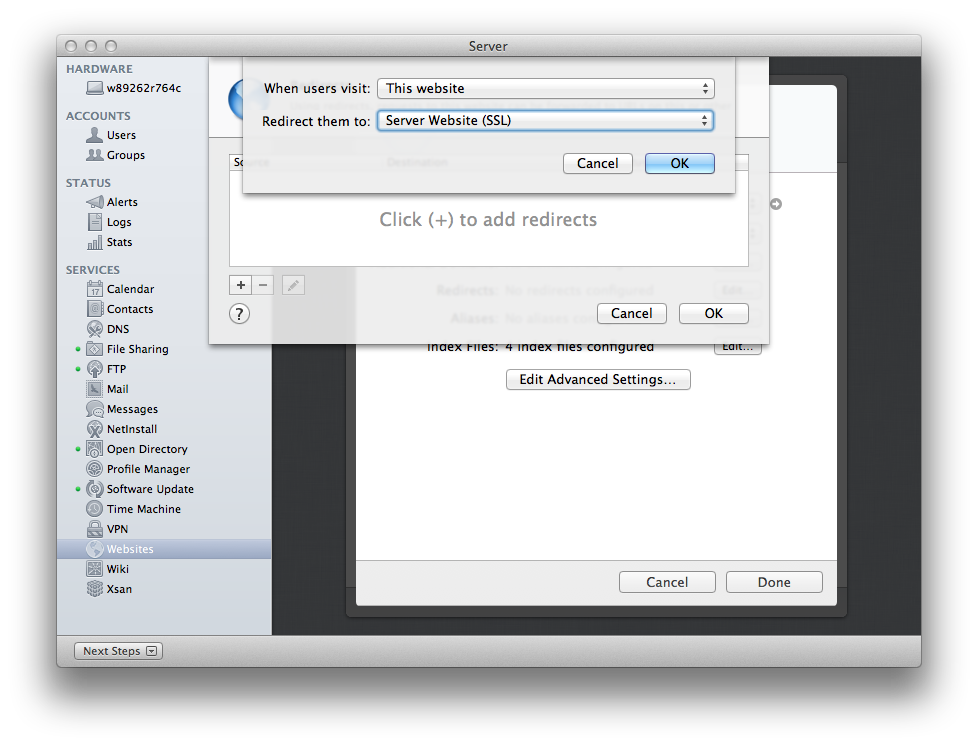 Server
HARDWARE
w89262r764c
ACCOUNTS
Users
Groups
STATUS
Alerts
Logs
Stats
SERVICES
17
Calendar
Contacts
DNS
File Sharing
FTP
Mail
Messages
NetInstall
Open Directory
Profile Manager
Software Update
Time Machine
VPN
Websites
Wiki
Xsan
Next Steps
When users visit: This website
Redirect them to: Server Website (SSL)
Cancel OK
Destination
Click (+) to add redirects
+ −
Redirects: No redirects configured Edit...
?
Cancel OK
Aliases: No aliases
Index Files: 4 index files configured Edit...
Edit Advanced Settings...
Cancel Done